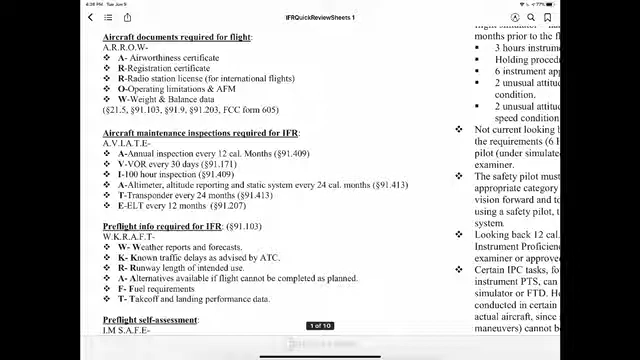 4:28 PM Tue Jun 9
77%
IFRQuickReviewSheets 1
Aircraft documents required for flight:
A.R.R.O.W-
❖ A- Airworthiness certificate
❖ R-Registration certificate
❖ R-Radio station license (for international flights)
❖ O-Operating limitations & AFM
❖ W-Weight & Balance data
(§21.5, §91.103, §91.9, §91.203, FCC form 605)
Aircraft maintenance inspections required for IFR:
A.V.I.A.T.E-
❖ A-Annual inspection every 12 cal. Months (§91.409)
❖ V-VOR every 30 days (§91.171)
❖ I-100 hour inspection (§91.409)
❖ A-Altimeter, altitude reporting and static system every 24 cal. months (§91.413)
❖ T-Transponder every 24 months (§91.413)
❖ E-ELT every 12 months (§91.207)
Preflight info required for IFR: (§91.103)
W.K.R.A.F.T-
❖ W- Weather reports and forecasts.
❖ K- Known traffic delays as advised by ATC.
❖ R- Runway length of intended use.
❖ A- Alternatives available if flight cannot be completed as planned.
❖ F- Fuel requirements
❖ T- Takeoff and landing performance data.
Preflight self-assessment:
I.M S.A.F.E-
months prior to the fl
▪ 3 hours instrum
▪ Holding proced
▪ 6 instrument app
▪ 2 unusual attitud
condition.
▪ 2 unusual attitud
speed condition.
❖ Not current looking b
the requirements (6 H
pilot (under simulate
examiner.
❖ The safety pilot must
appropriate category
vision forward and to
using a safety pilot, t
system.
❖ Looking back 12 cal.
Instrument Proficien
examiner or approve
❖ Certain IPC tasks, fo
instrument PTS, can
simulator or FTD. Ho
conducted in certain
actual aircraft, since
maneuvers) cannot b
1 of 10